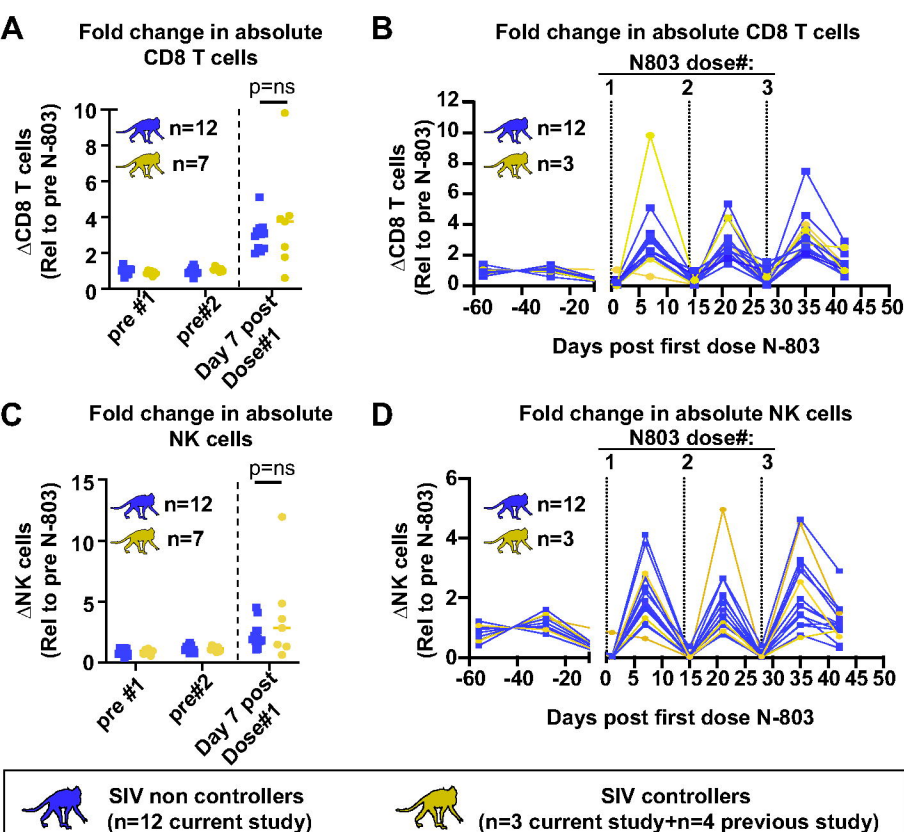 A
Fold change in absolute
CD8 T cells
p=ns
n=12
n=7
ΔCD8 T cells
(Rel to pre N-803)
10
8
6
4
2
0
pre #1
pre#2
Day 7 post
Dose#1
B
Fold change in absolute CD8 T cells
N803 dose#:
1 2 3
n=12
n=3
ΔCD8 T cells
(Rel to pre N-803)
12
10
8
6
4
2
0
-60 -40 -20 0 5 10 15 20 25 30 35 40 45 50
Days post first dose N-803
C
Fold change in absolute
NK cells
p=ns
n=12
n=7
ΔNK cells
(Rel to pre N-803)
15
10
5
0
pre #1
pre#2
Day 7 post
Dose#1
D
Fold change in absolute NK cells
N803 dose#:
1 2 3
n=12
n=3
ΔNK cells
(Rel to pre N-803)
6
4
2
0
-60 -40 -20 0 5 10 15 20 25 30 35 40 45 50
Days post first dose N-803
SIV non controllers
(n=12 current study)
SIV controllers
(n=3 current study+n=4 previous study)